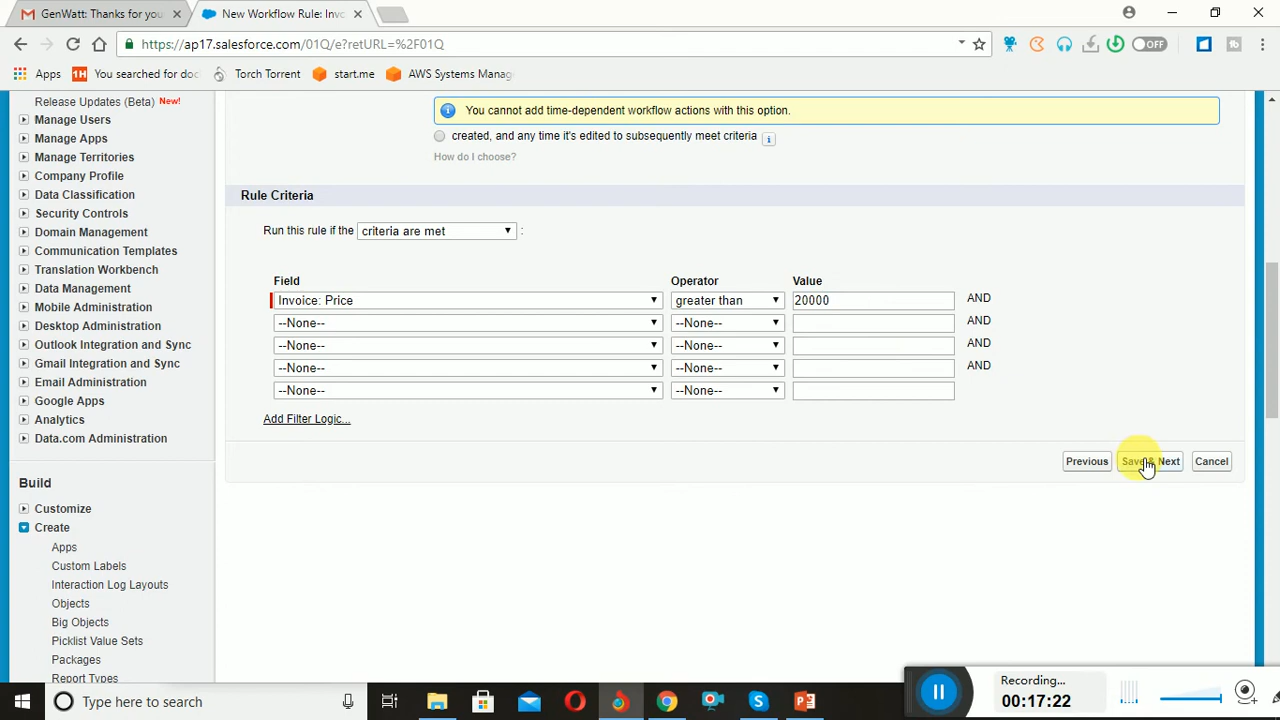 GenWatt: Thanks for you
New Workflow Rule: Invo
https://ap17.salesforce.com/01Q/e?retURL=%2F01Q
OFF
Apps
You searched for doc
Torch Torrent
start.me
AWS Systems Mana
Release Updates (Beta) New!
Manage Users
Manage Apps
Manage Territories
Company Profile
Data Classification
Security Controls
Domain Management
Communication Templates
Translation Workbench
Data Management
Mobile Administration
Desktop Administration
Outlook Integration and Sync
Gmail Integration and Sync
Email Administration
Google Apps
Analytics
Data.com Administration
Build
Customize
Create
Apps
Custom Labels
Interaction Log Layouts
Objects
Big Objects
Picklist Value Sets
Packages
Report Types
You cannot add time-dependent workflow actions with this option.
created, and any time it's edited to subsequently meet criteria
How do I choose?
Rule Criteria
Run this rule if the criteria are met :
Field Operator Value
Invoice: Price greater than 20000 AND
--None-- --None-- AND
--None-- --None-- AND
--None-- --None-- AND
--None-- --None--
Add Filter Logic...
Previous Save & Next Cancel
Recording...
00:17:22
Type here to search